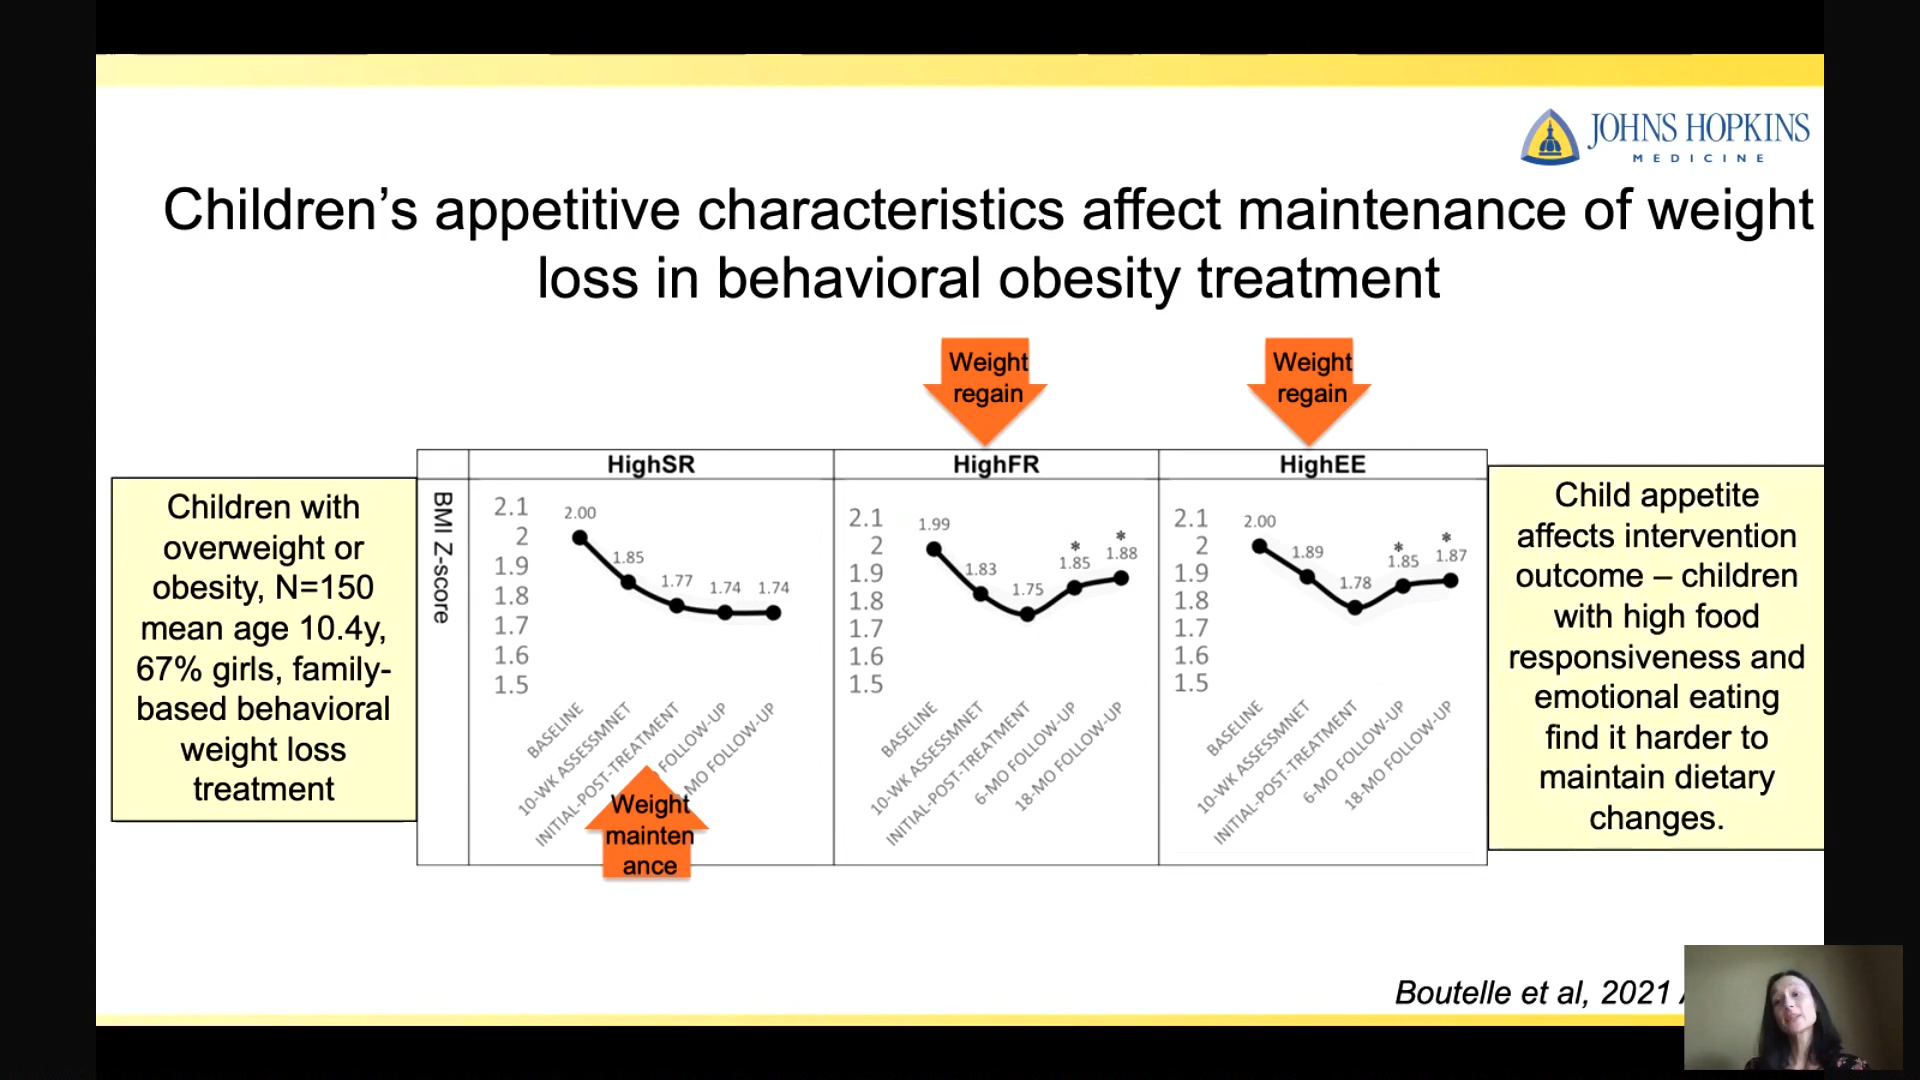 JOHNS HOPKINS
MEDICINE
Children's appetitive characteristics affect maintenance of weight
loss in behavioral obesity treatment
Weight
regain
Weight
regain
Children with
overweight or
obesity, N=150
mean age 10.4y,
67% girls, family-
based behavioral
weight loss
treatment
BMI Z-score
HighSR
2.1
2
1.9
1.8
1.7
1.6
1.5
2.00
1.85
1.77
1.74
1.74
BASELINE
10-WK ASSESSMNET
INITIAL-POST-TREATMENT
FOLLOW-UP
MO FOLLOW-UP
Weight
mainten
ance
HighFR
2.1
2
1.9
1.8
1.7
1.6
1.5
1.99
1.83
1.75
*
1.85
*
1.88
BASELINE
10-WK ASSESSMNET
INITIAL-POST-TREATMENT
6-MO FOLLOW-UP
18-MO FOLLOW-UP
HighEE
2.1
2
1.9
1.8
1.7
1.6
1.5
2.00
1.89
1.78
*
1.85
*
1.87
BASELINE
10-WK ASSESSMNET
INITIAL-POST-TREATMENT
6-MO FOLLOW-UP
18-MO FOLLOW-UP
Child appetite
affects intervention
outcome – children
with high food
responsiveness and
emotional eating
find it harder to
maintain dietary
changes.
Boutelle et al, 2021